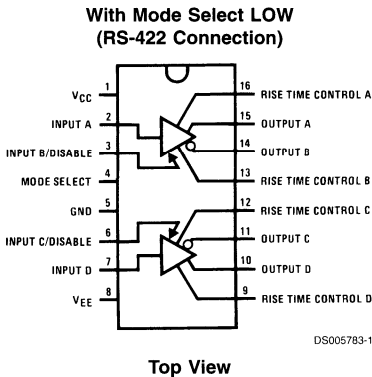 With Mode Select LOW
(RS-422 Connection)
VCC 1
INPUT A 2
INPUT B/DISABLE 3
MODE SELECT 4
GND 5
INPUT C/DISABLE 6
INPUT D 7
VEE 8
16 RISE TIME CONTROL A
15 OUTPUT A
14 OUTPUT B
13 RISE TIME CONTROL B
12 RISE TIME CONTROL C
11 OUTPUT C
10 OUTPUT D
9 RISE TIME CONTROL D
DS005783-1
Top View